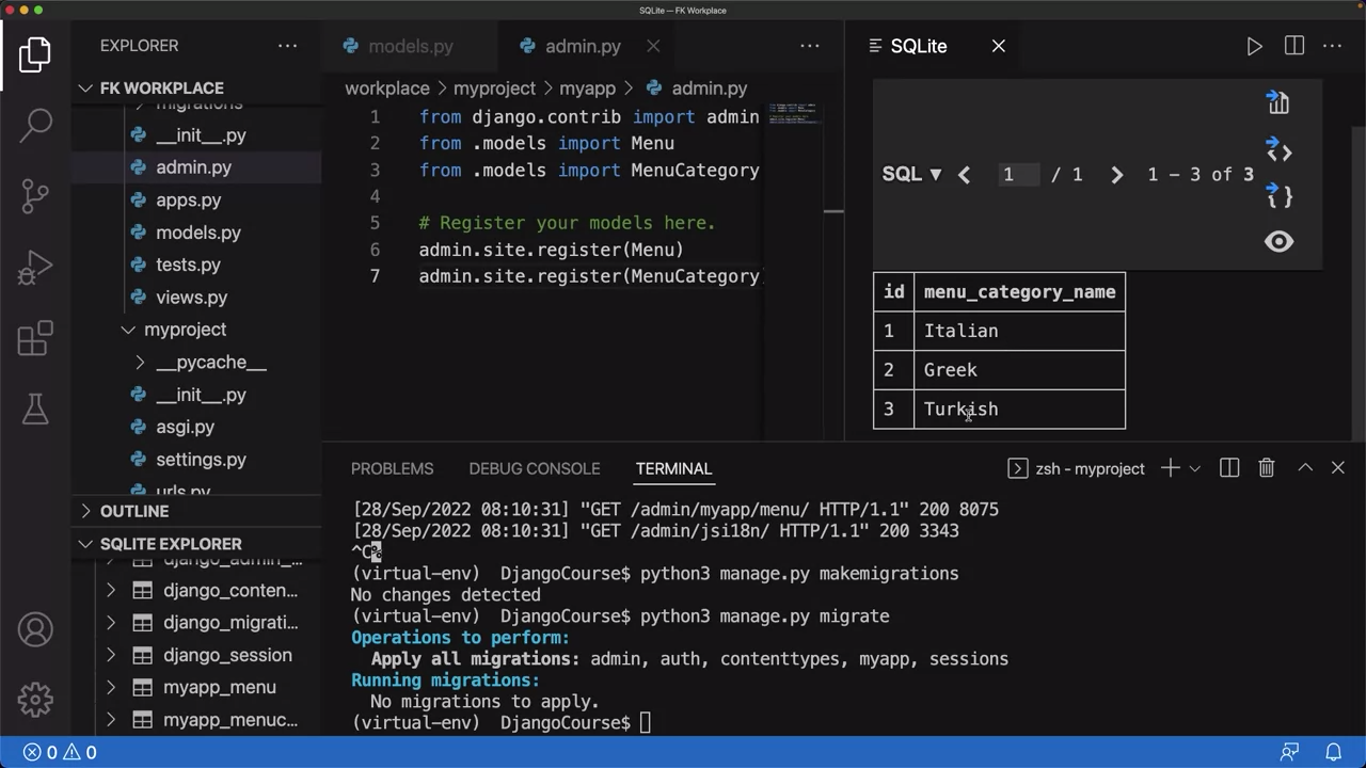 SQLite — FK Workplace
EXPLORER
FK WORKPLACE
migrations
__init__.py
admin.py
apps.py
models.py
tests.py
views.py
myproject
__pycache__
__init__.py
asgi.py
settings.py
urls.py
OUTLINE
SQLITE EXPLORER
django_admin_...
django_conten...
django_migrati...
django_session
myapp_menu
myapp_menuc...
models.py
admin.py
workplace > myproject > myapp > admin.py
1 from django.contrib import admin
2 from .models import Menu
3 from .models import MenuCategory
4
5 # Register your models here.
6 admin.site.register(Menu)
7 admin.site.register(MenuCategory)
SQLite
SQL ▼ < 1 / 1 > 1 – 3 of 3
id menu_category_name
1 Italian
2 Greek
3 Turkish
PROBLEMS DEBUG CONSOLE TERMINAL
zsh - myproject
[28/Sep/2022 08:10:31] "GET /admin/myapp/menu/ HTTP/1.1" 200 8075
[28/Sep/2022 08:10:31] "GET /admin/jsi18n/ HTTP/1.1" 200 3343
^C%
(virtual-env) DjangoCourse$ python3 manage.py makemigrations
No changes detected
(virtual-env) DjangoCourse$ python3 manage.py migrate
Operations to perform:
Apply all migrations: admin, auth, contenttypes, myapp, sessions
Running migrations:
No migrations to apply.
(virtual-env) DjangoCourse$
0 0